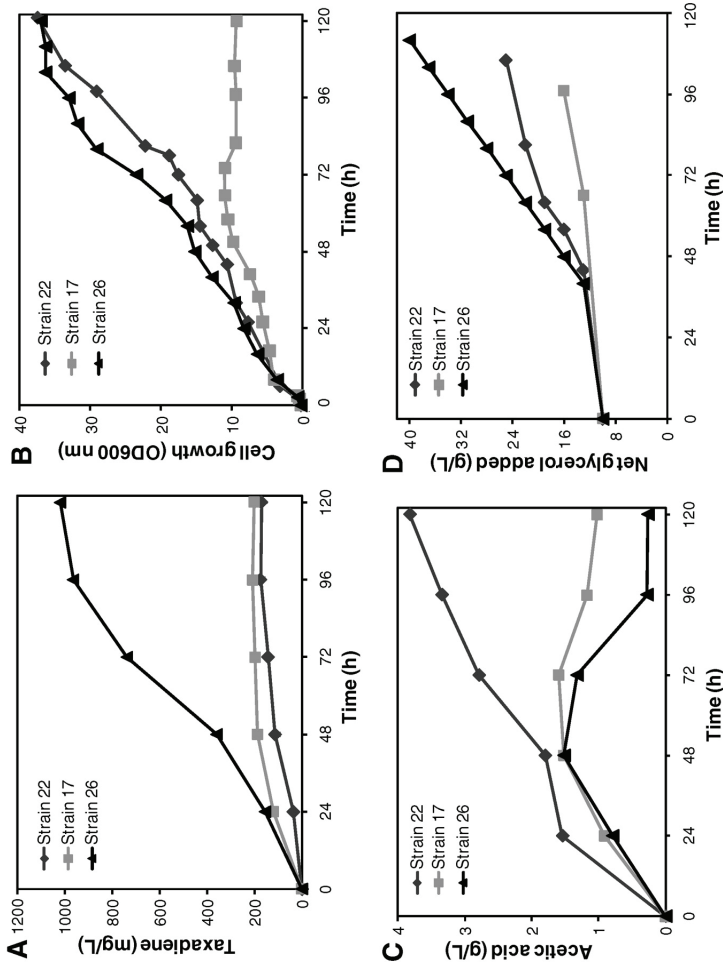 A
Taxadiene (mg/L)
1200
1000
800
600
400
200
0
Strain 22
Strain 17
Strain 26
0
24
48
72
96
120
Time (h)
B
Cell growth (OD600 nm)
40
30
20
10
0
Strain 22
Strain 17
Strain 26
0
24
48
72
96
120
Time (h)
C
Acetic acid (g/L)
4
3
2
1
0
Strain 22
Strain 17
Strain 26
0
24
48
72
96
120
Time (h)
D
Net glycerol added (g/L)
40
32
24
16
8
0
Strain 22
Strain 17
Strain 26
0
24
48
72
96
120
Time (h)